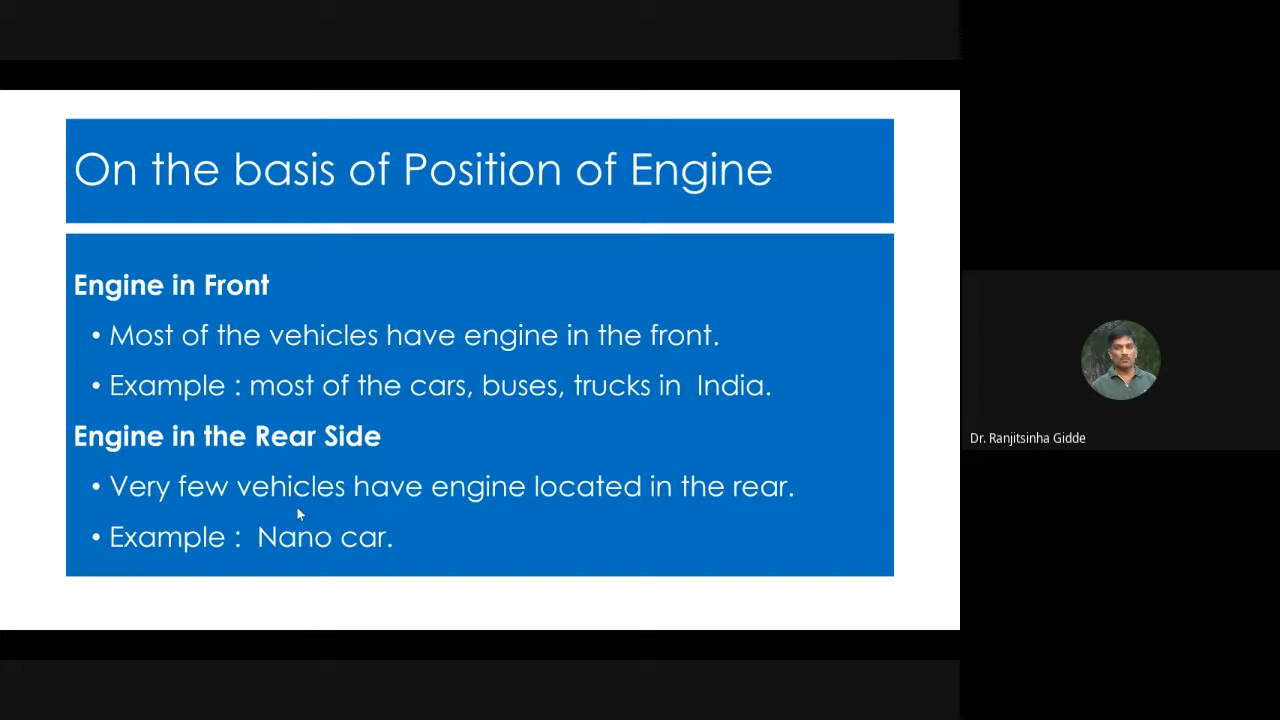 On the basis of Position of Engine
Engine in Front
• Most of the vehicles have engine in the front.
• Example : most of the cars, buses, trucks in  India.
Engine in the Rear Side
• Very few vehicles have engine located in the rear.
• Example :  Nano car.
Dr. Ranjitsinha Gidde